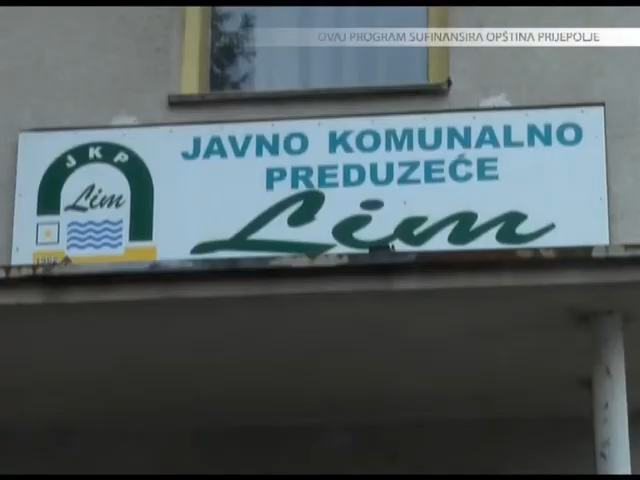 OVAJ PROGRAM SUFINANSIRA OPŠTINA PRIJEPOLJE
JAVNO KOMUNALNO
PREDUZEĆE
Lim
JKP
Lim